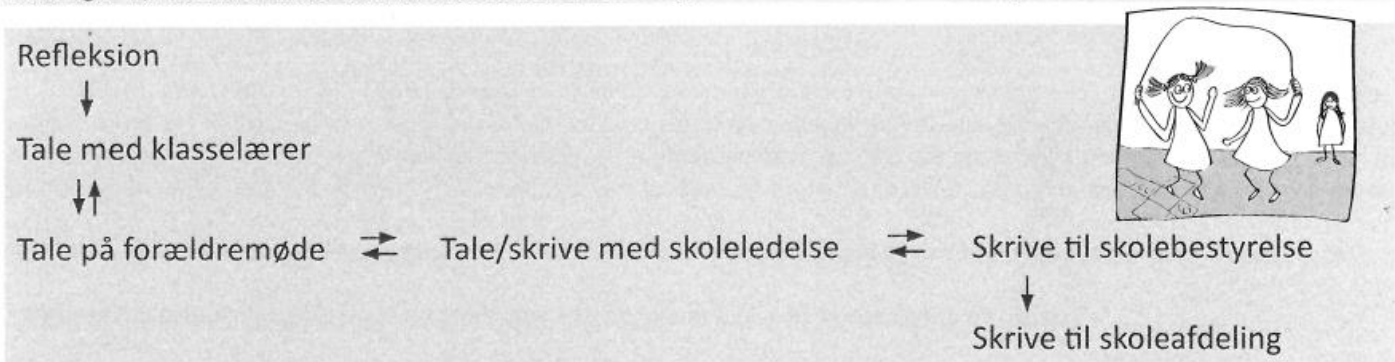 Refleksion
Tale med klasselærer
Tale på forældremøde Tale/skrive med skoleledelse Skrive til skolebestyrelse
Skrive til skoleafdeling